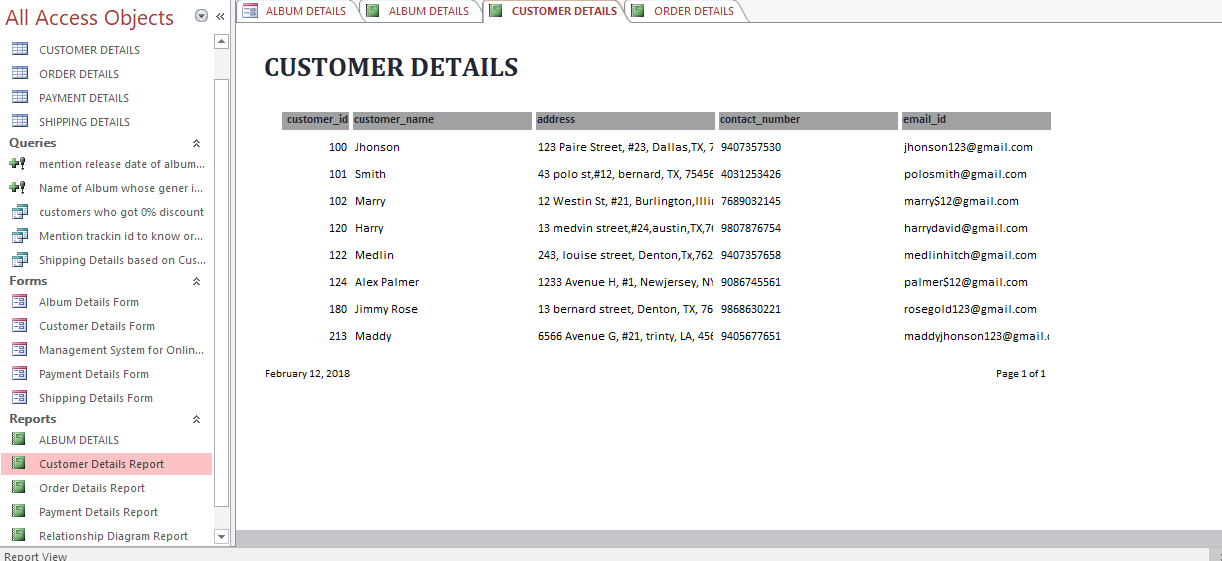 All Access Objects
CUSTOMER DETAILS
ORDER DETAILS
PAYMENT DETAILS
SHIPPING DETAILS
Queries
mention release date of album...
Name of Album whose gener i...
customers who got 0% discount
Mention trackin id to know or...
Shipping Details based on Cus...
Forms
Album Details Form
Customer Details Form
Management System for Onlin...
Payment Details Form
Shipping Details Form
Reports
ALBUM DETAILS
Customer Details Report
Order Details Report
Payment Details Report
Relationship Diagram Report
Report View
ALBUM DETAILS ALBUM DETAILS CUSTOMER DETAILS ORDER DETAILS
CUSTOMER DETAILS
customer_id customer_name address contact_number email_id
100 Jhonson 123 Paire Street, #23, Dallas,TX, 7 9407357530 jhonson123@gmail.com
101 Smith 43 polo st,#12, bernard, TX, 75456 4031253426 polosmith@gmail.com
102 Marry 12 Westin St, #21, Burlington,Illi 7689032145 marry$12@gmail.com
120 Harry 13 medvin street,#24,austin,TX,7 9807876754 harrydavid@gmail.com
122 Medlin 243, louise street, Denton,Tx,762 9407357658 medlinhitch@gmail.com
124 Alex Palmer 1233 Avenue H, #1, Newjersey, NY 9086745561 palmer$12@gmail.com
180 Jimmy Rose 13 bernard street, Denton, TX, 76 9868630221 rosegold123@gmail.com
213 Maddy 6566 Avenue G, #21, trinty, LA, 456 9405677651 maddyjhonson123@gmail.
February 12, 2018 Page 1 of 1